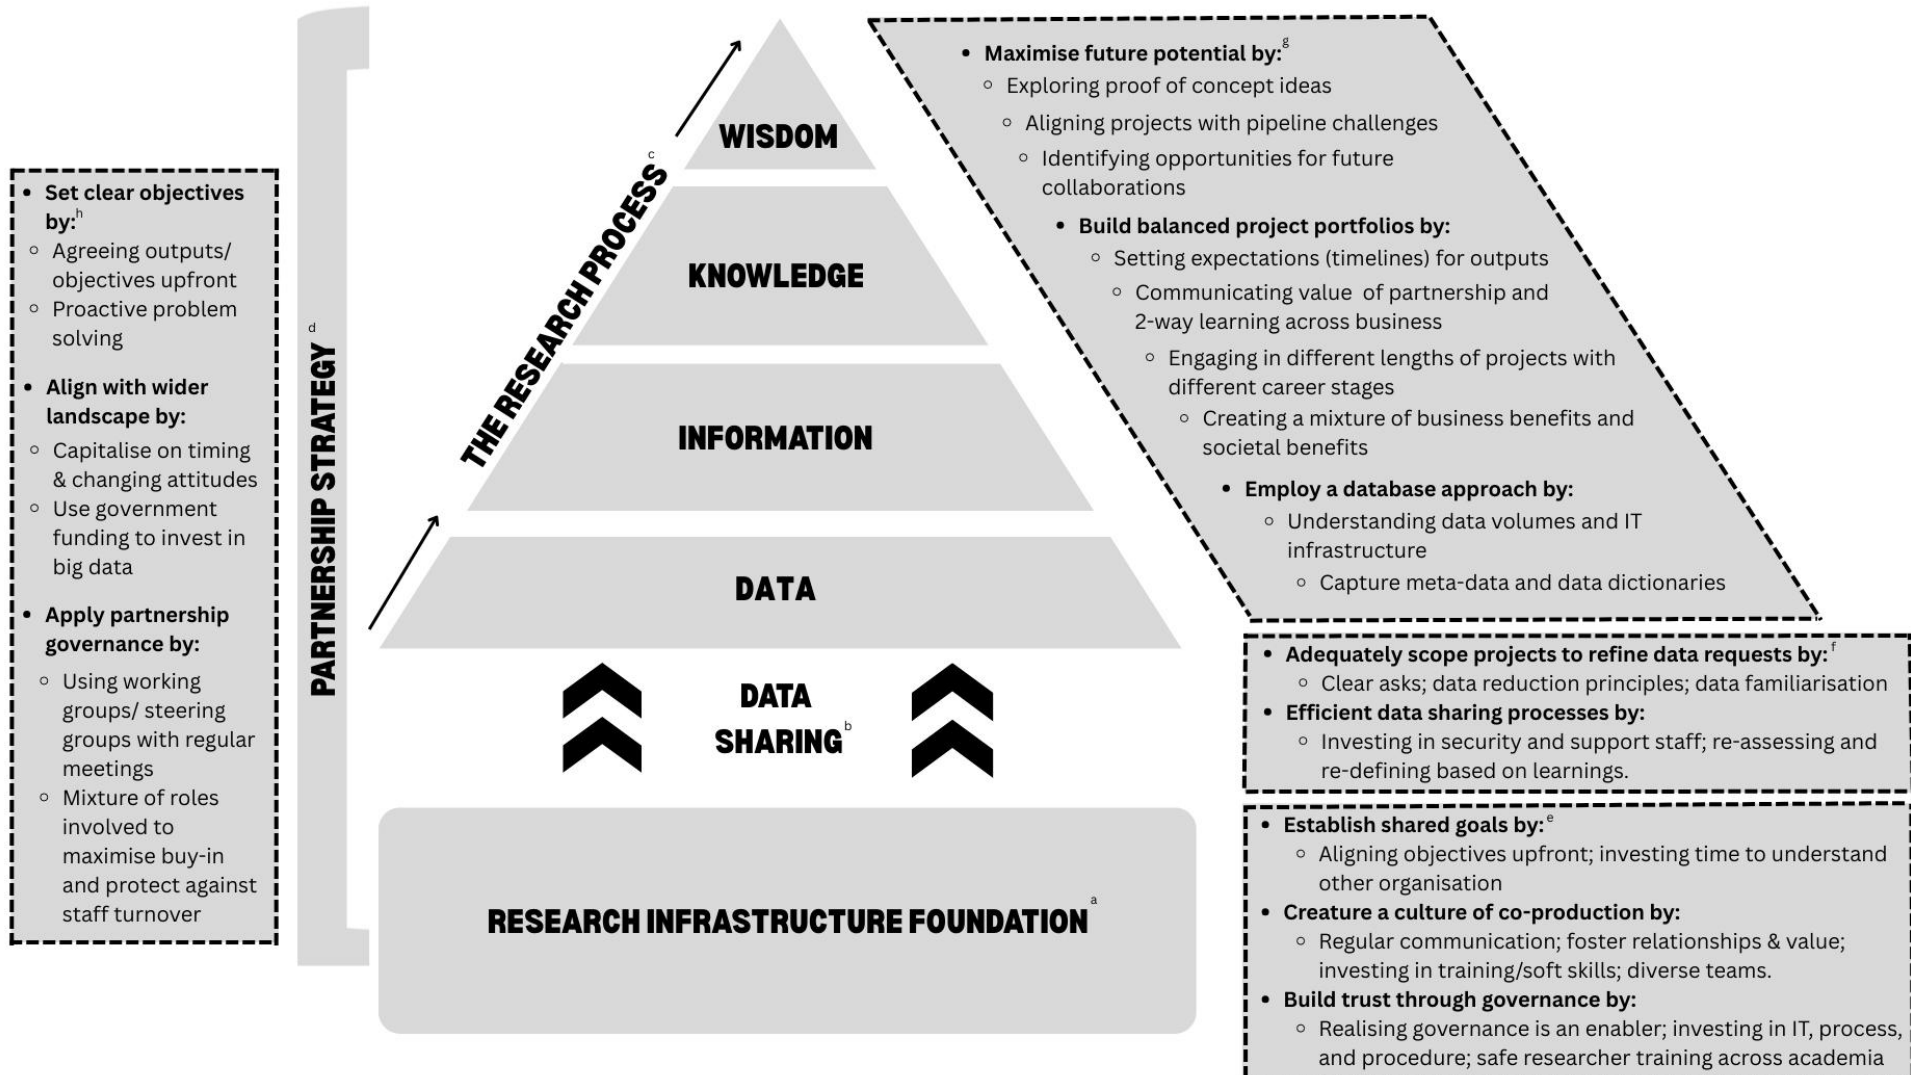 • Set clear objectives
by:h
◦ Agreeing outputs/
objectives upfront
◦ Proactive problem
solving
• Align with wider
landscape by:
◦ Capitalise on timing
& changing attitudes
◦ Use government
funding to invest in
big data
• Apply partnership
governance by:
◦ Using working
groups/ steering
groups with regular
meetings
◦ Mixture of roles
involved to
maximise buy-in
and protect against
staff turnover
PARTNERSHIP STRATEGY d
THE RESEARCH PROCESS c
WISDOM
KNOWLEDGE
INFORMATION
DATA
DATA
SHARING b
RESEARCH INFRASTRUCTURE FOUNDATION a
• Maximise future potential by:g
◦ Exploring proof of concept ideas
◦ Aligning projects with pipeline challenges
◦ Identifying opportunities for future
collaborations
• Build balanced project portfolios by:
◦ Setting expectations (timelines) for outputs
◦ Communicating value of partnership and
2-way learning across business
◦ Engaging in different lengths of projects with
different career stages
◦ Creating a mixture of business benefits and
societal benefits
• Employ a database approach by:
◦ Understanding data volumes and IT
infrastructure
◦ Capture meta-data and data dictionaries
• Adequately scope projects to refine data requests by:f
◦ Clear asks; data reduction principles; data familiarisation
• Efficient data sharing processes by:
◦ Investing in security and support staff; re-assessing and
re-defining based on learnings.
• Establish shared goals by:e
◦ Aligning objectives upfront; investing time to understand
other organisation
• Creature a culture of co-production by:
◦ Regular communication; foster relationships & value;
investing in training/soft skills; diverse teams.
• Build trust through governance by:
◦ Realising governance is an enabler; investing in IT, process,
and procedure; safe researcher training across academia